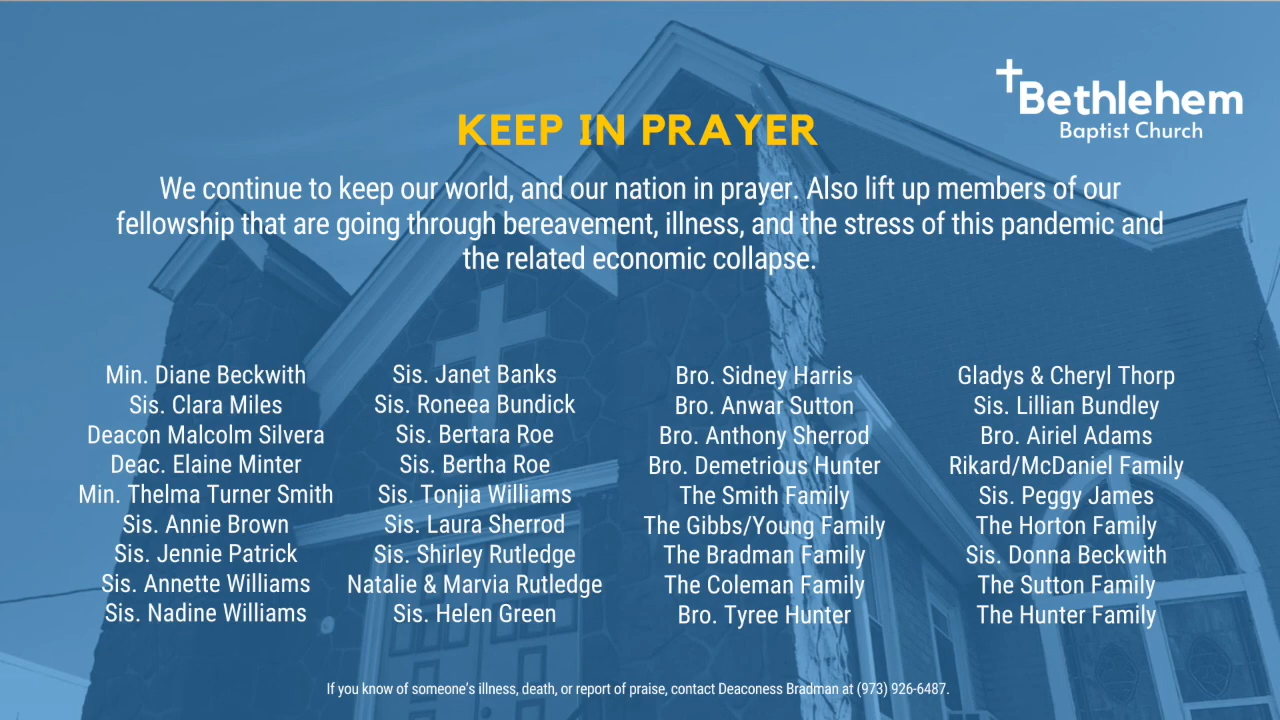 Bethlehem
Baptist Church
KEEP IN PRAYER
We continue to keep our world, and our nation in prayer. Also lift up members of our
fellowship that are going through bereavement, illness, and the stress of this pandemic and
the related economic collapse.
Min. Diane Beckwith
Sis. Clara Miles
Deacon Malcolm Silvera
Deac. Elaine Minter
Min. Thelma Turner Smith
Sis. Annie Brown
Sis. Jennie Patrick
Sis. Annette Williams
Sis. Nadine Williams
Sis. Janet Banks
Sis. Roneea Bundick
Sis. Bertara Roe
Sis. Bertha Roe
Sis. Tonjia Williams
Sis. Laura Sherrod
Sis. Shirley Rutledge
Natalie & Marvia Rutledge
Sis. Helen Green
Bro. Sidney Harris
Bro. Anwar Sutton
Bro. Anthony Sherrod
Bro. Demetrious Hunter
The Smith Family
The Gibbs/Young Family
The Bradman Family
The Coleman Family
Bro. Tyree Hunter
Gladys & Cheryl Thorp
Sis. Lillian Bundley
Bro. Airiel Adams
Rikard/McDaniel Family
Sis. Peggy James
The Horton Family
Sis. Donna Beckwith
The Sutton Family
The Hunter Family
If you know of someone's illness, death, or report of praise, contact Deaconess Bradman at (973) 926-6487.